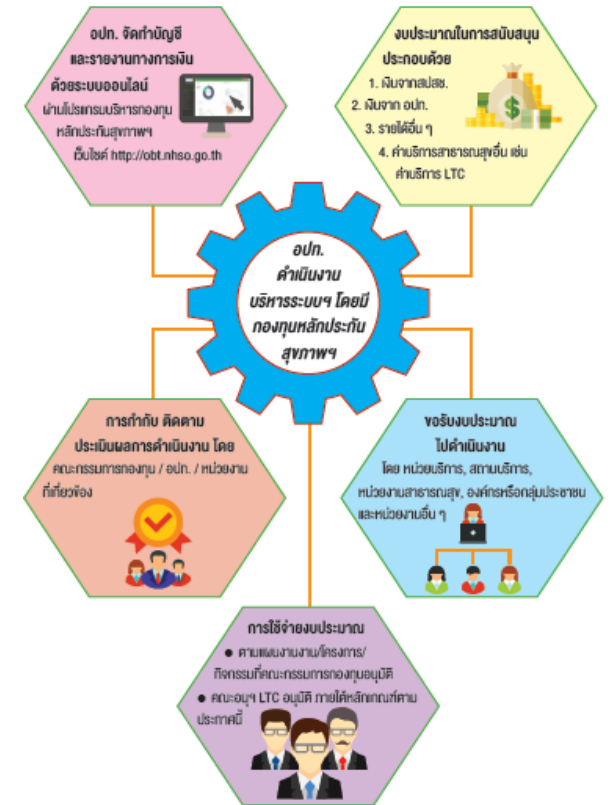 อปท. จัดทำบัญชี
และรายงานทางการเงิน
ด้วยระบบออนไลน์
ผ่านโปรแกรมบริหารกองทุน
หลักประกันสุขภาพฯ
เว็บไซต์ http://obt.nhso.go.th
งบประมาณในการสนับสนุน
ประกอบด้วย
1. เงินจากสปสช.
2. เงินจาก อปท.
3. รายได้อื่น ๆ
4. ค่าบริการสาธารณสุขอื่น เช่น
ค่าบริการ LTC
อปท.
ดำเนินงาน
บริหารระบบฯ โดยมี
กองทุนหลักประกัน
สุขภาพฯ
การกำกับ ติดตาม
ประเมินผลการดำเนินงาน โดย
คณะกรรมการกองทุน / อปท. / หน่วยงาน
ที่เกี่ยวข้อง
ขอรับงบประมาณ
ไปดำเนินงาน
โดย หน่วยบริการ, สถานบริการ,
หน่วยงานสาธารณสุข, องค์กรหรือกลุ่มประชาชน
และหน่วยงานอื่น ๆ
การใช้จ่ายงบประมาณ
● ตามแผนงานงาน/โครงการ/
กิจกรรมที่คณะกรรมการกองทุนอนุมัติ
● คณะอนุฯ LTC อนุมัติ ภายใต้หลักเกณฑ์ตาม
ประกาศนี้